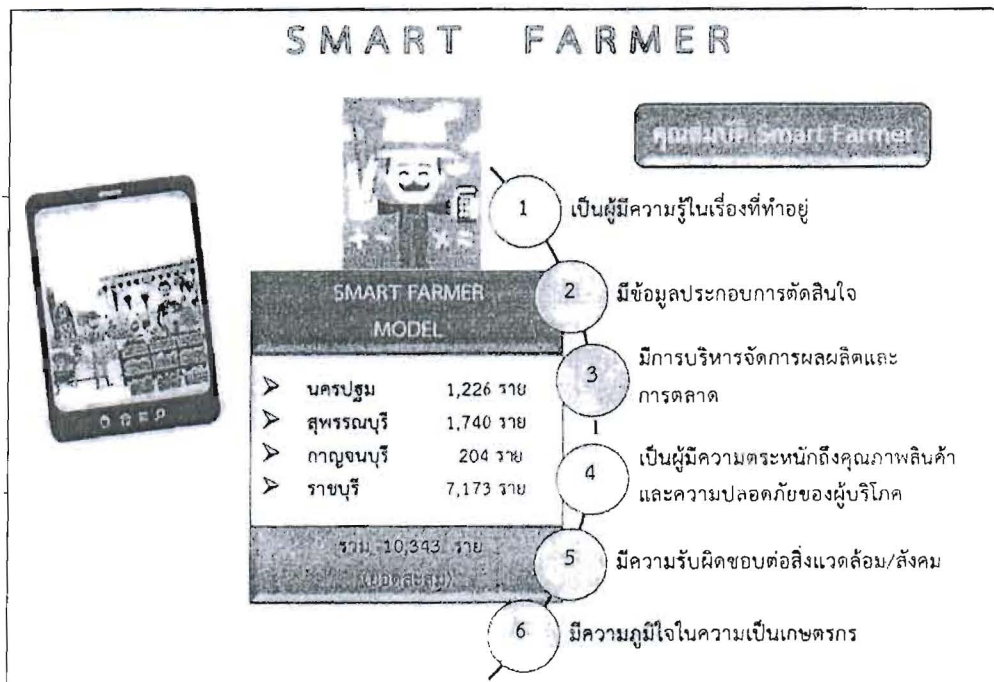 SMART FARMER
คุณสมบัติ Smart Farmer
SMART FARMER
MODEL
➢ นครปฐม 1,226 ราย
➢ สุพรรณบุรี 1,740 ราย
➢ กาญจนบุรี 204 ราย
➢ ราชบุรี 7,173 ราย
รวม 10,343 ราย
(ยอดสะสม)
1 เป็นผู้มีความรู้ในเรื่องที่ทำอยู่
2 มีข้อมูลประกอบการตัดสินใจ
3 มีการบริหารจัดการผลผลิตและ
การตลาด
4 เป็นผู้มีความตระหนักถึงคุณภาพสินค้า
และความปลอดภัยของผู้บริโภค
5 มีความรับผิดชอบต่อสิ่งแวดล้อม/สังคม
6 มีความภูมิใจในความเป็นเกษตรกร